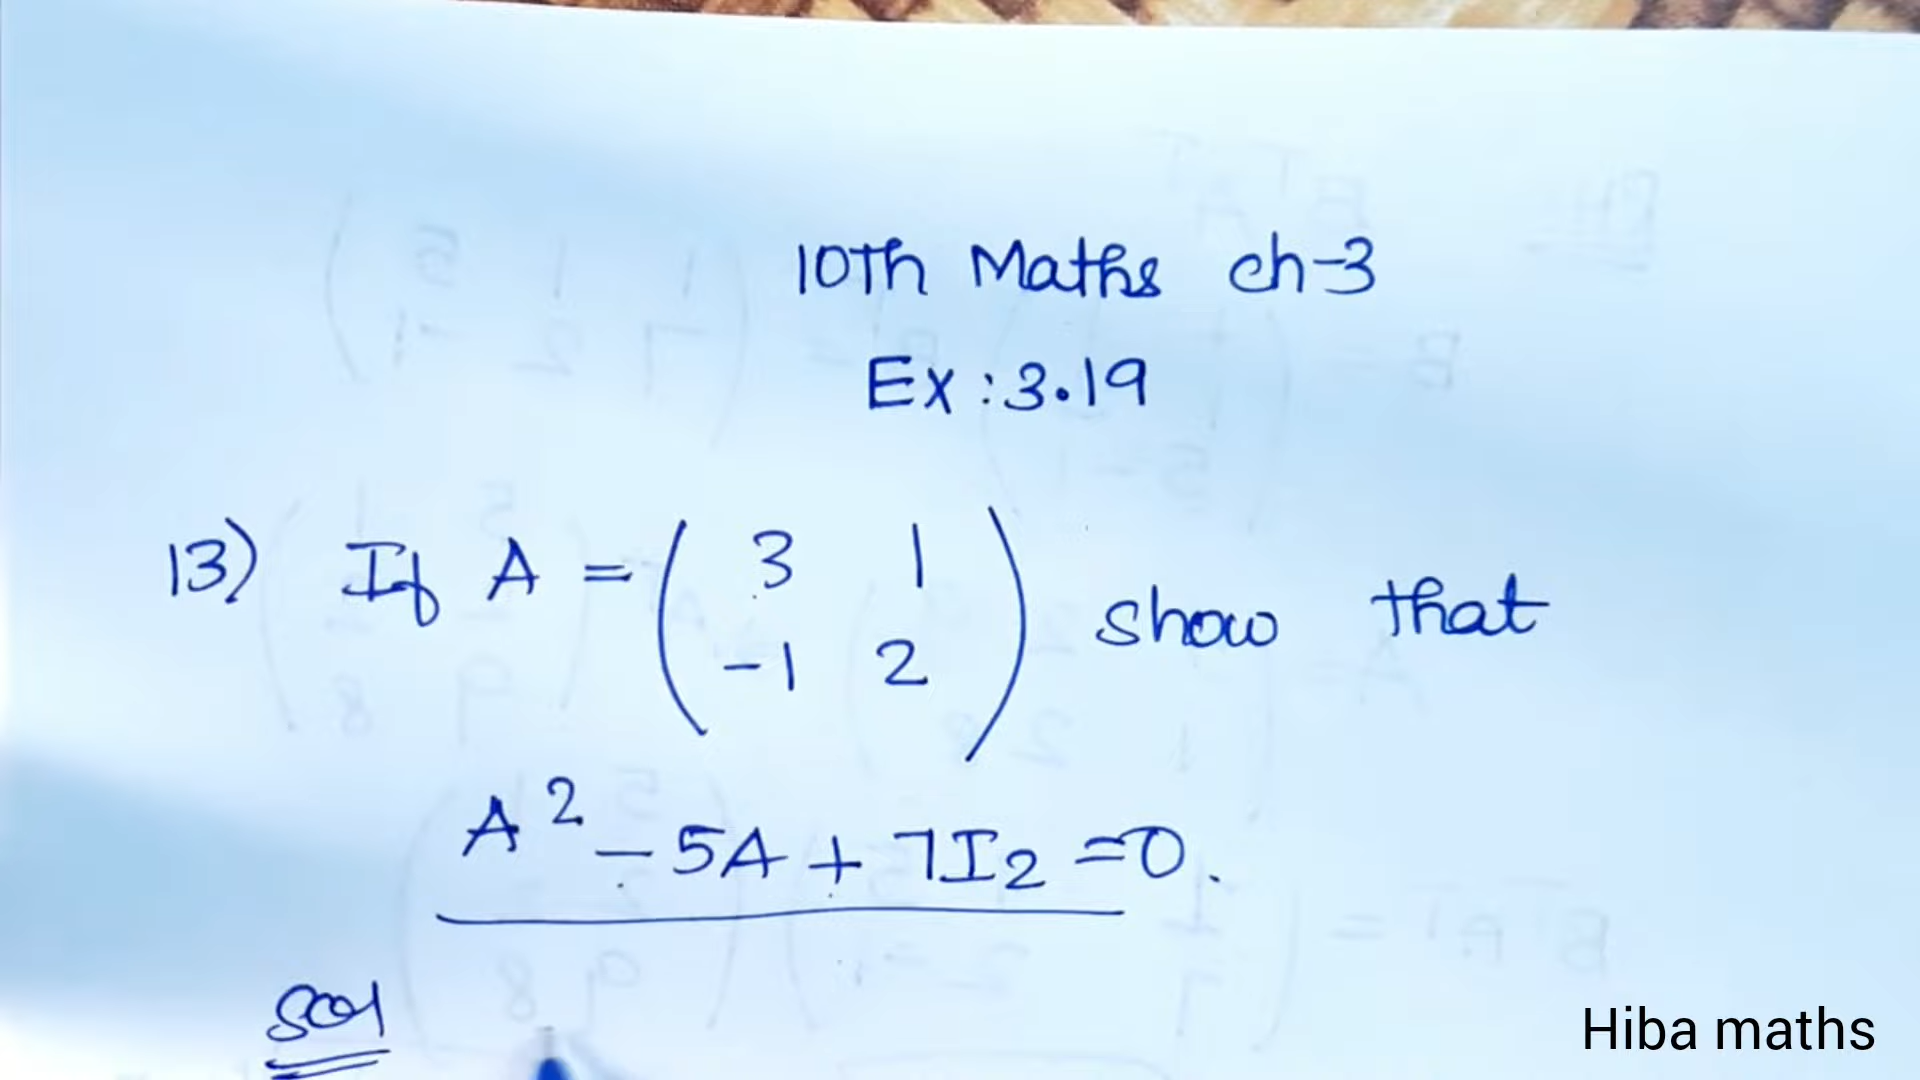 10Th Maths ch-3
Ex : 3.19
13) If A = ( 3 1
-1 2 ) show that
A² - 5A + 7I₂ = 0.
Sol
Hiba maths